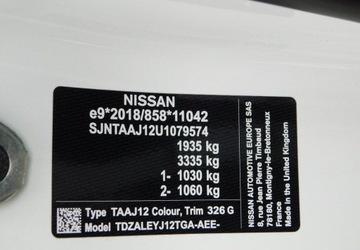 NISSAN
e9*2018/858*11042
SJNTAAJ12U1079574
1935 kg
3335 kg
1- 1030 kg
2- 1060 kg
Type TAAJ12 Colour, Trim 326 G
Model TDZALEYJ12TGA-AEE-
NISSAN AUTOMOTIVE EUROPE SAS
8, rue Jean Pierre Timbaud
78180, Montigny-le-Bretonneux
France
Made in the United Kingdom